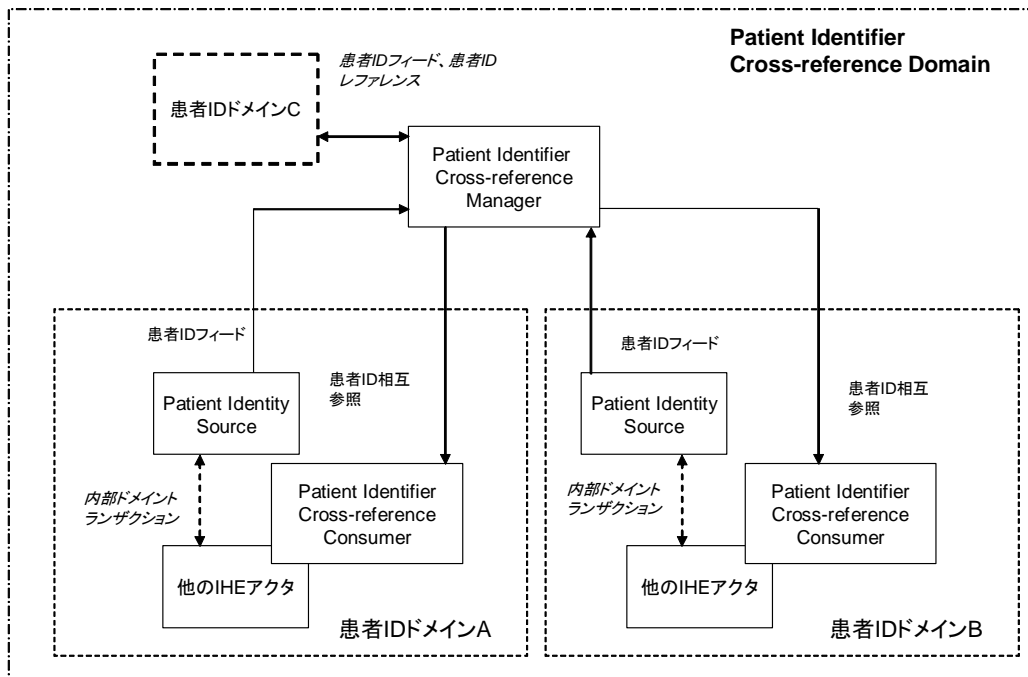 Patient Identifier
Cross-reference Domain
患者IDフィード、患者ID
レファレンス
患者IDドメインC
Patient Identifier
Cross-reference
Manager
患者IDフィード
患者ID相互
参照
Patient Identity
Source
内部ドメイント
ランザクション
Patient Identifier
Cross-reference
Consumer
他のIHEアクタ
患者IDドメインA
患者IDフィード
患者ID相互
参照
Patient Identity
Source
内部ドメイント
ランザクション
Patient Identifier
Cross-reference
Consumer
他のIHEアクタ
患者IDドメインB